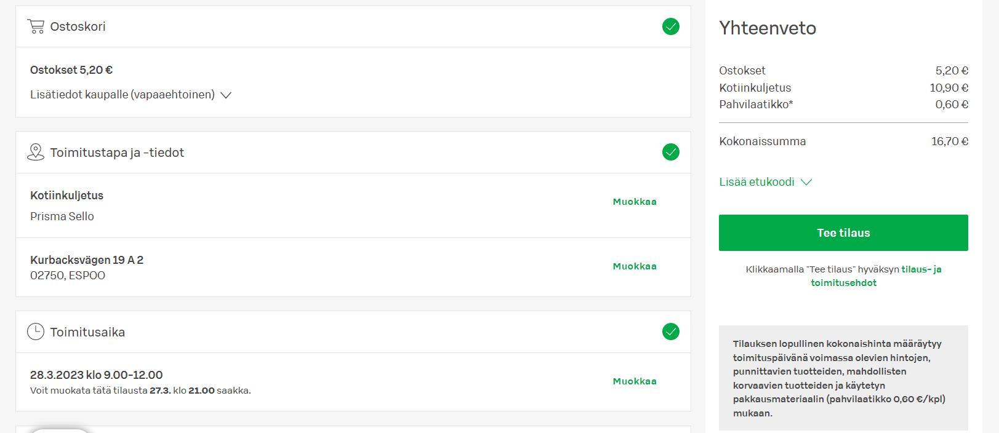 Ostoskori
Ostokset 5,20 €
Lisätiedot kaupalle (vapaaehtoinen)
Toimitustapa ja -tiedot
Kotiinkuljetus
Prisma Sello
Muokkaa
Kurbacksvägen 19 A 2
02750, ESPOO
Muokkaa
Toimitusaika
28.3.2023 klo 9.00-12.00
Voit muokata tätä tilausta 27.3. klo 21.00 saakka.
Muokkaa
Yhteenveto
Ostokset 5,20 €
Kotiinkuljetus 10,90 €
Pahvilaatikko* 0,60 €
Kokonaissumma 16,70 €
Lisää etukoodi
Tee tilaus
Klikkaamalla "Tee tilaus" hyväksyn tilaus- ja
toimitusehdot
Tilauksen lopullinen kokonaishinta määräytyy
toimituspäivänä voimassa olevien hintojen,
punnittavien tuotteiden, mahdollisten
korvaavien tuotteiden ja käytetyn
pakkausmateriaalin (pahvilaatikko 0,60 €/kpl)
mukaan.